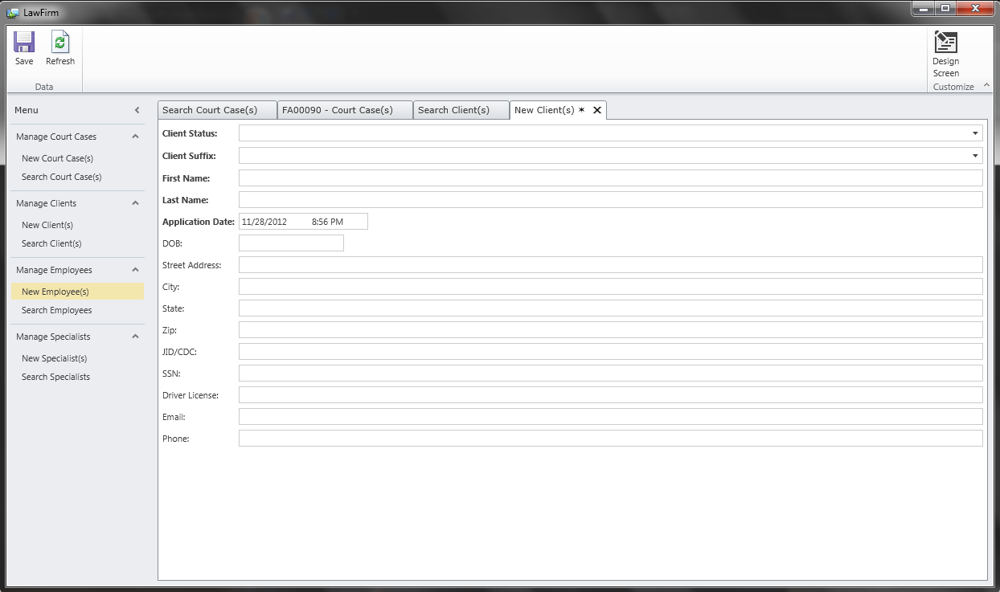 LawFirm
Save
Refresh
Data
Design
Screen
Customize
Menu
Manage Court Cases
New Court Case(s)
Search Court Case(s)
Manage Clients
New Client(s)
Search Client(s)
Manage Employees
New Employee(s)
Search Employees
Manage Specialists
New Specialist(s)
Search Specialists
Search Court Case(s)
FA00090 - Court Case(s)
Search Client(s)
New Client(s) *
Client Status:
Client Suffix:
First Name:
Last Name:
Application Date: 11/28/2012 8:56 PM
DOB:
Street Address:
City:
State:
Zip:
JID/CDC:
SSN:
Driver License:
Email:
Phone: